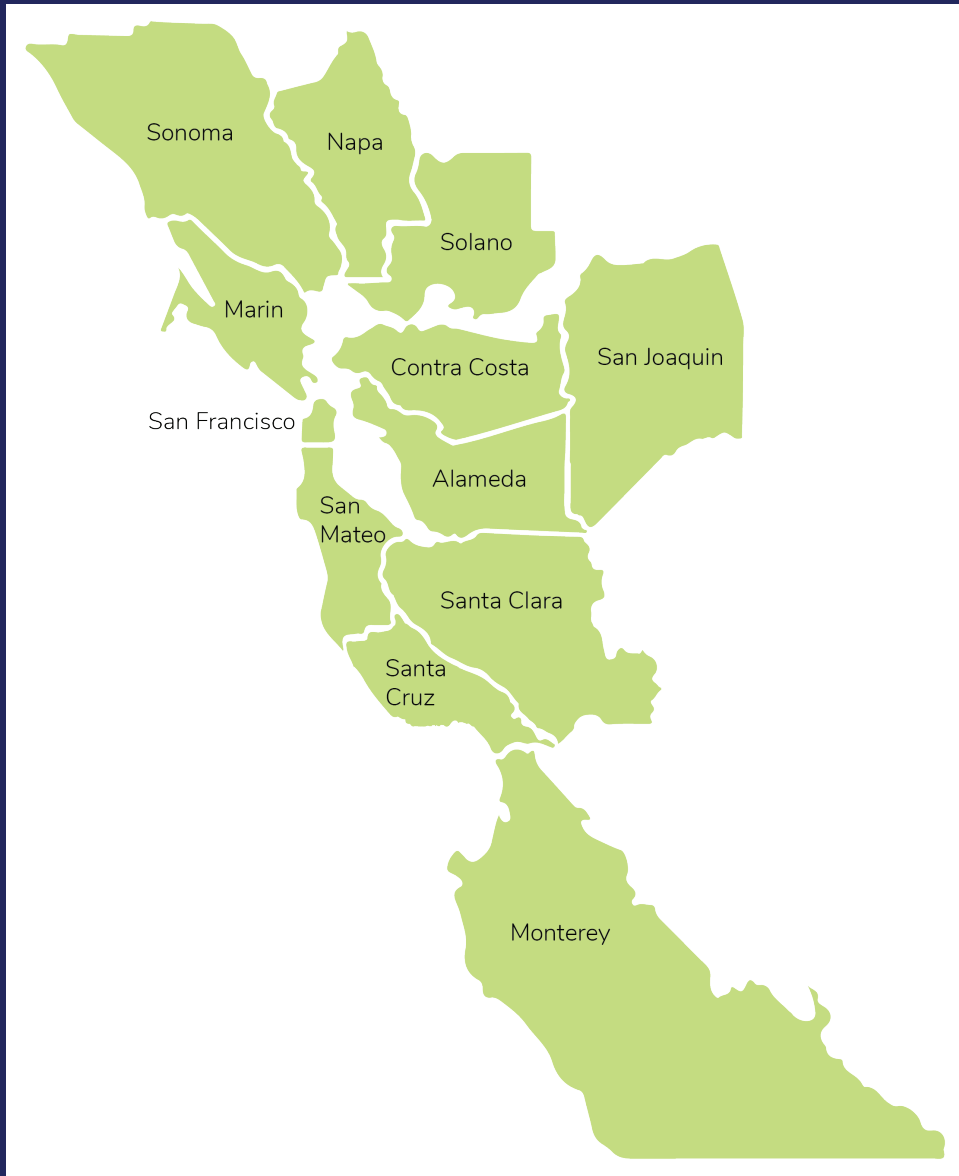 Sonoma
Napa
Solano
Marin
San Joaquin
Contra Costa
San Francisco
Alameda
San
Mateo
Santa Clara
Santa
Cruz
Monterey